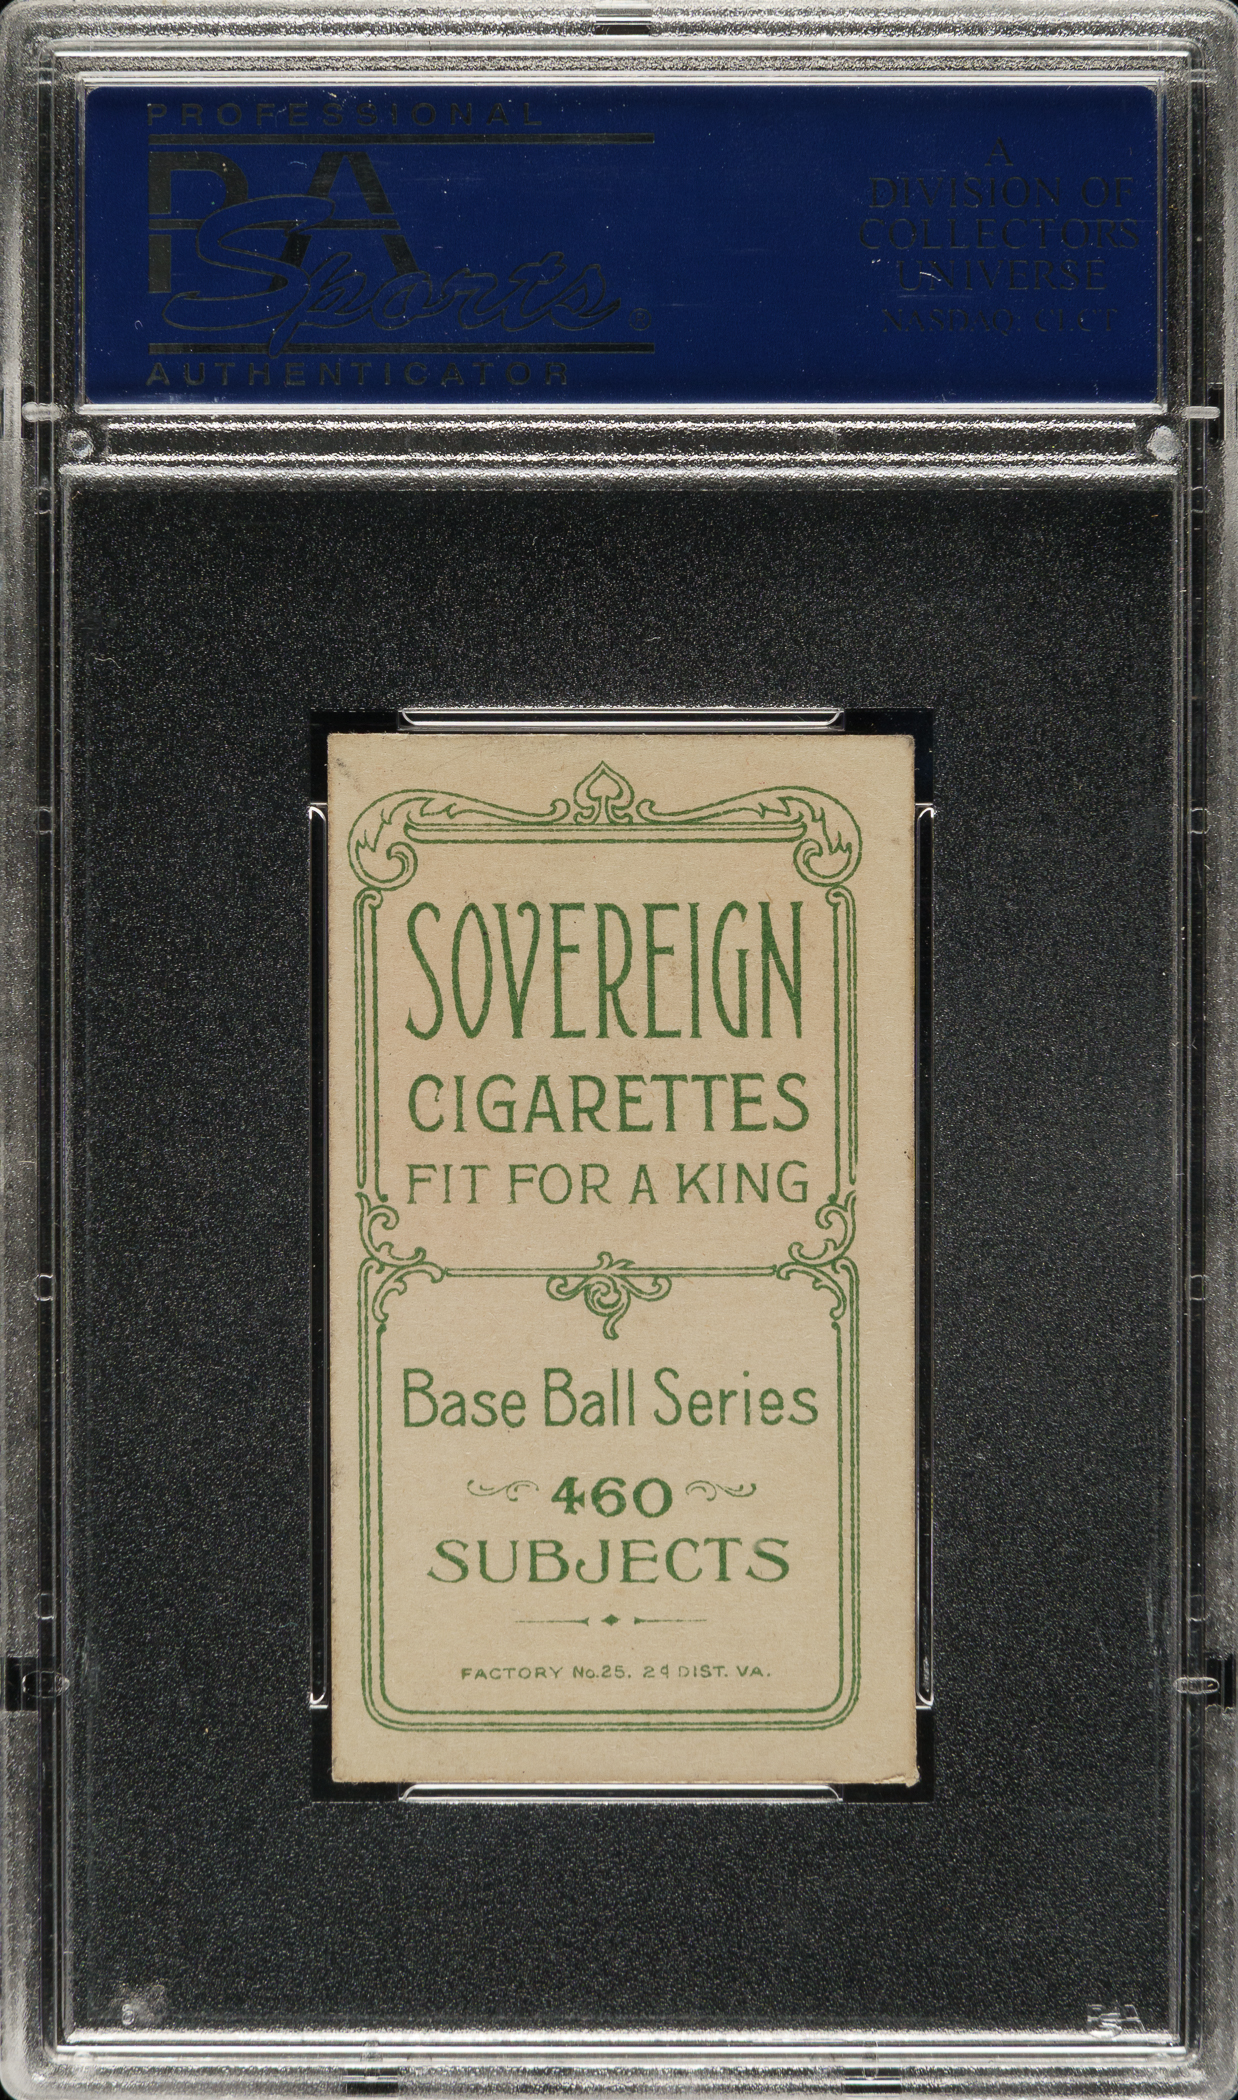 PROFESSIONAL
PSA
Sports®
AUTHENTICATOR
A
DIVISION OF
COLLECTORS
UNIVERSE
NASDAQ: CLCT
SOVEREIGN
CIGARETTES
FIT FOR A KING
Base Ball Series
460
SUBJECTS
FACTORY No.25. 2d DIST. VA.
PSA